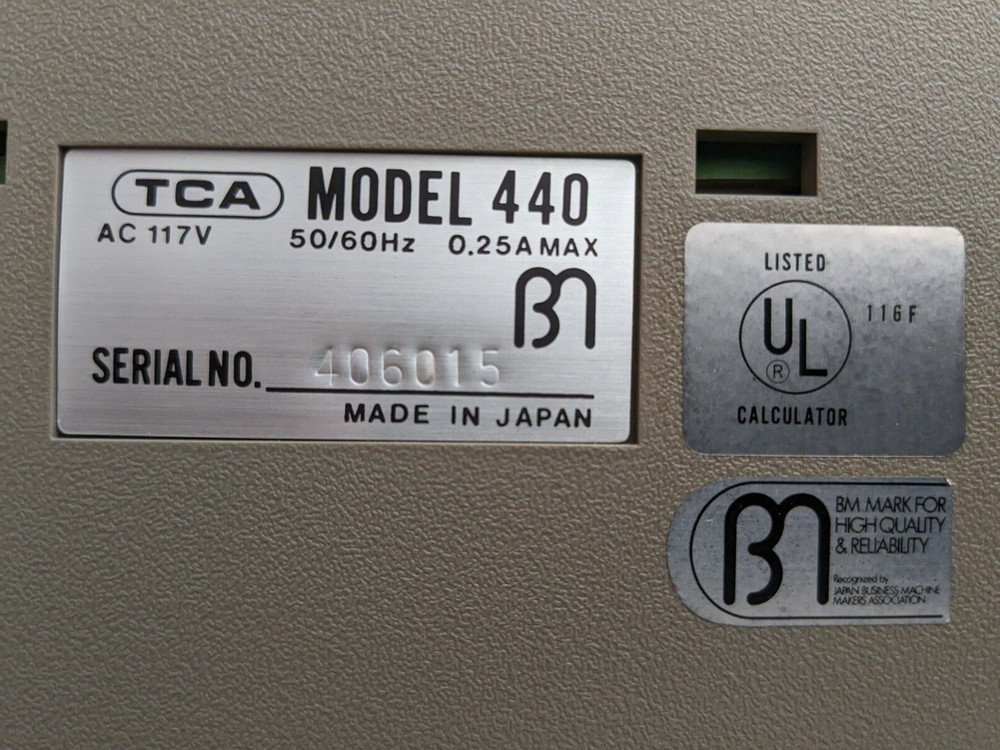 TCA MODEL 440
AC 117V 50/60Hz 0.25A MAX
BM
SERIAL NO. 406015
MADE IN JAPAN
LISTED
UL
®
116F
CALCULATOR
BM
BM MARK FOR
HIGH QUALITY
& RELIABILITY
Recognized by
JAPAN BUSINESS MACHINE
MAKERS ASSOCIATION